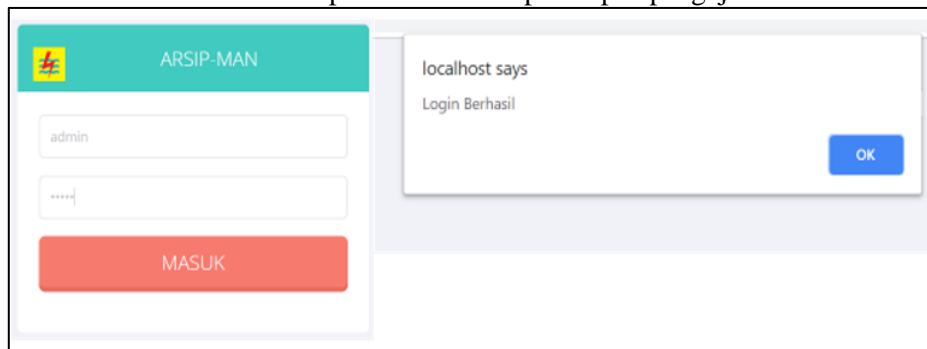 ARSIP-MAN
admin
•••••
MASUK
localhost says
Login Berhasil
OK